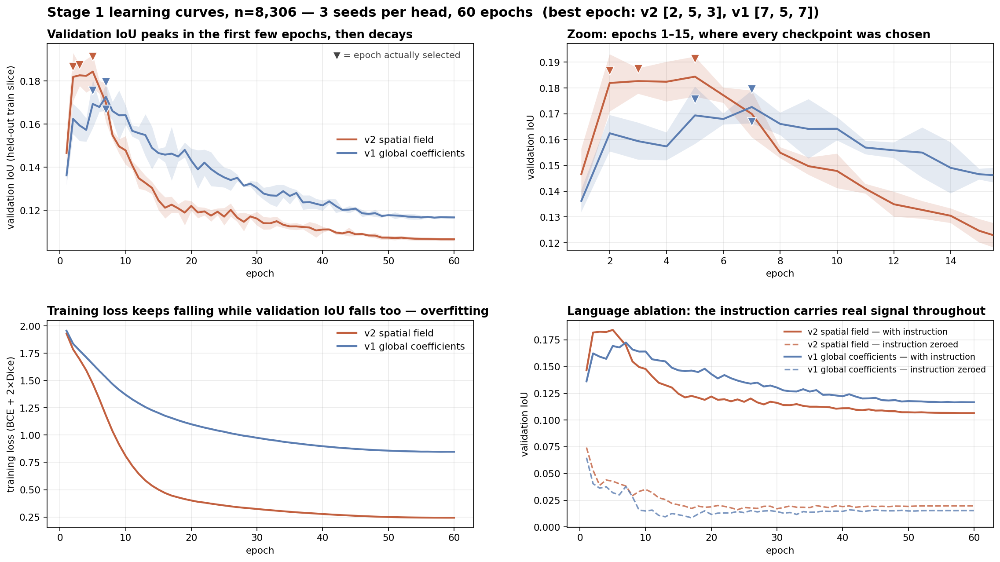 Stage 1 learning curves, n=8,306 — 3 seeds per head, 60 epochs  (best epoch: v2 [2, 5, 3], v1 [7, 5, 7])
Validation IoU peaks in the first few epochs, then decays
▼ = epoch actually selected
v2 spatial field
v1 global coefficients
validation IoU (held-out train slice)
0.18
0.16
0.14
0.12
0
10
20
30
40
50
60
epoch
Zoom: epochs 1–15, where every checkpoint was chosen
validation IoU
0.19
0.18
0.17
0.16
0.15
0.14
0.13
0.12
2
4
6
8
10
12
14
epoch
Training loss keeps falling while validation IoU falls too — overfitting
v2 spatial field
v1 global coefficients
training loss (BCE + 2×Dice)
2.00
1.75
1.50
1.25
1.00
0.75
0.50
0.25
0
10
20
30
40
50
60
epoch
Language ablation: the instruction carries real signal throughout
v2 spatial field — with instruction
v2 spatial field — instruction zeroed
v1 global coefficients — with instruction
v1 global coefficients — instruction zeroed
validation IoU
0.175
0.150
0.125
0.100
0.075
0.050
0.025
0.000
0
10
20
30
40
50
60
epoch